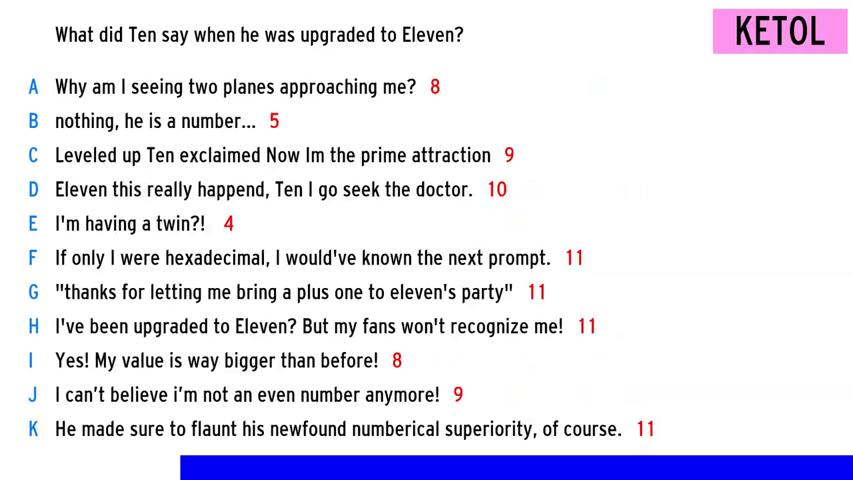 What did Ten say when he was upgraded to Eleven?
KETOL
A Why am I seeing two planes approaching me? 8
B nothing, he is a number... 5
C Leveled up Ten exclaimed Now Im the prime attraction 9
D Eleven this really happend, Ten I go seek the doctor. 10
E I'm having a twin?! 4
F If only I were hexadecimal, I would've known the next prompt. 11
G "thanks for letting me bring a plus one to eleven's party" 11
H I've been upgraded to Eleven? But my fans won't recognize me! 11
I Yes! My value is way bigger than before! 8
J I can’t believe i’m not an even number anymore! 9
K He made sure to flaunt his newfound numberical superiority, of course. 11